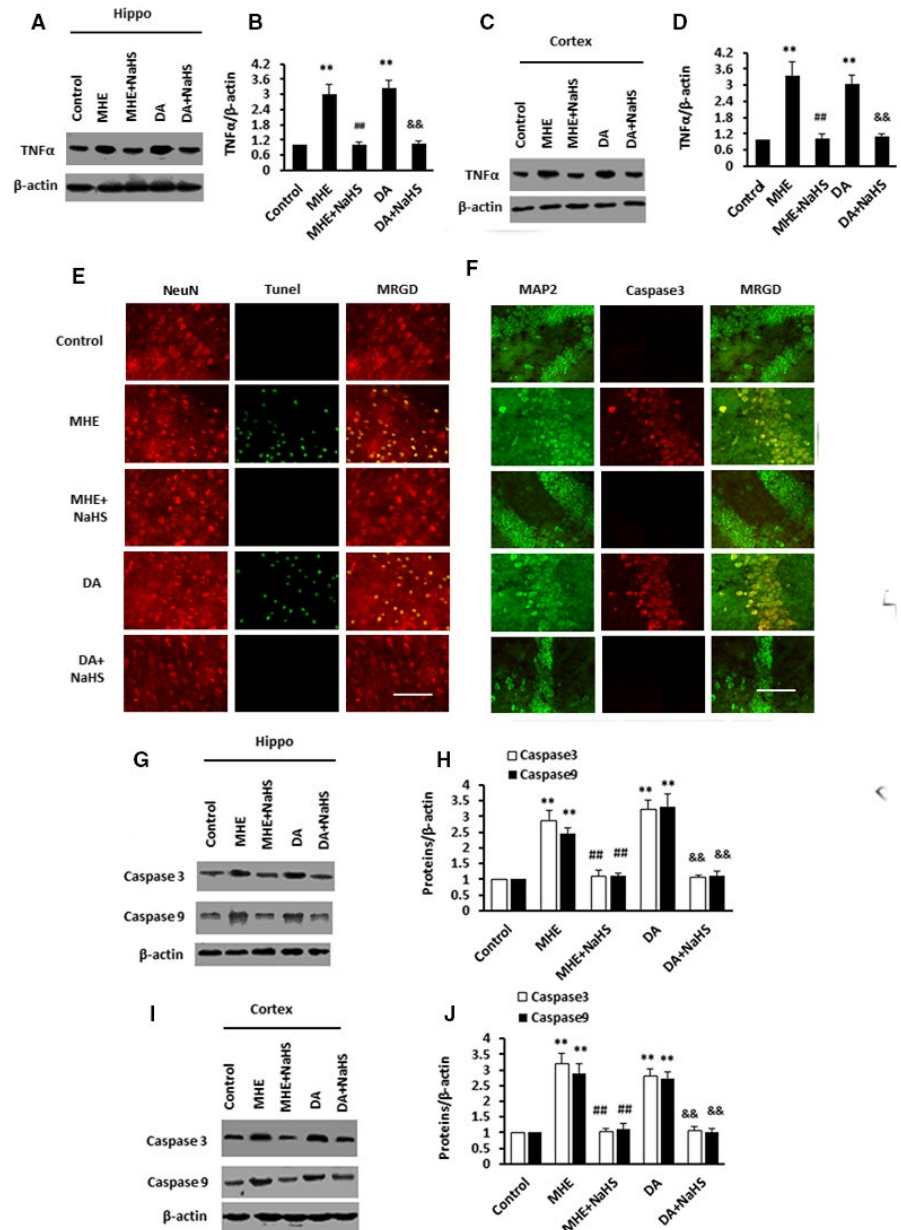 A
Hippo
Control
MHE
MHE+NaHS
DA
DA+NaHS
TNFα
β-actin
B
TNFα/β-actin
4.2
3.6
3
2.4
1.8
1.2
0.6
**
##
**
&&
Control
MHE
MHE+NaHS
DA
DA+NaHS
C
Cortex
Control
MHE
MHE+NaHS
DA
DA+NaHS
TNFα
β-actin
D
TNFα/β-actin
4.2
3.6
3
2.4
1.8
1.2
0.6
0
**
##
**
&&
Control
MHE
MHE+NaHS
DA
DA+NaHS
E
NeuN Tunel MRGD
Control
MHE
MHE+
NaHS
DA
DA+
NaHS
F
MAP2 Caspase3 MRGD
G
Hippo
Control
MHE
MHE+NaHS
DA
DA+NaHS
Caspase 3
Caspase 9
β-actin
H
Caspase3
Caspase9
Proteins/β-actin
4
3.5
3
2.5
2
1.5
1
0.5
0
** **
## ##
** **
&& &&
Control
MHE
MHE+NaHS
DA
DA+NaHS
I
Cortex
Control
MHE
MHE+NaHS
DA
DA+NaHS
Caspase 3
Caspase 9
β-actin
J
Caspase3
Caspase9
Proteins/β-actin
4
3.5
3
2.5
2
1.5
1
0.5
0
** **
## ##
** **
&& &&
Control
MHE
MHE+NaHS
DA
DA+NaHS